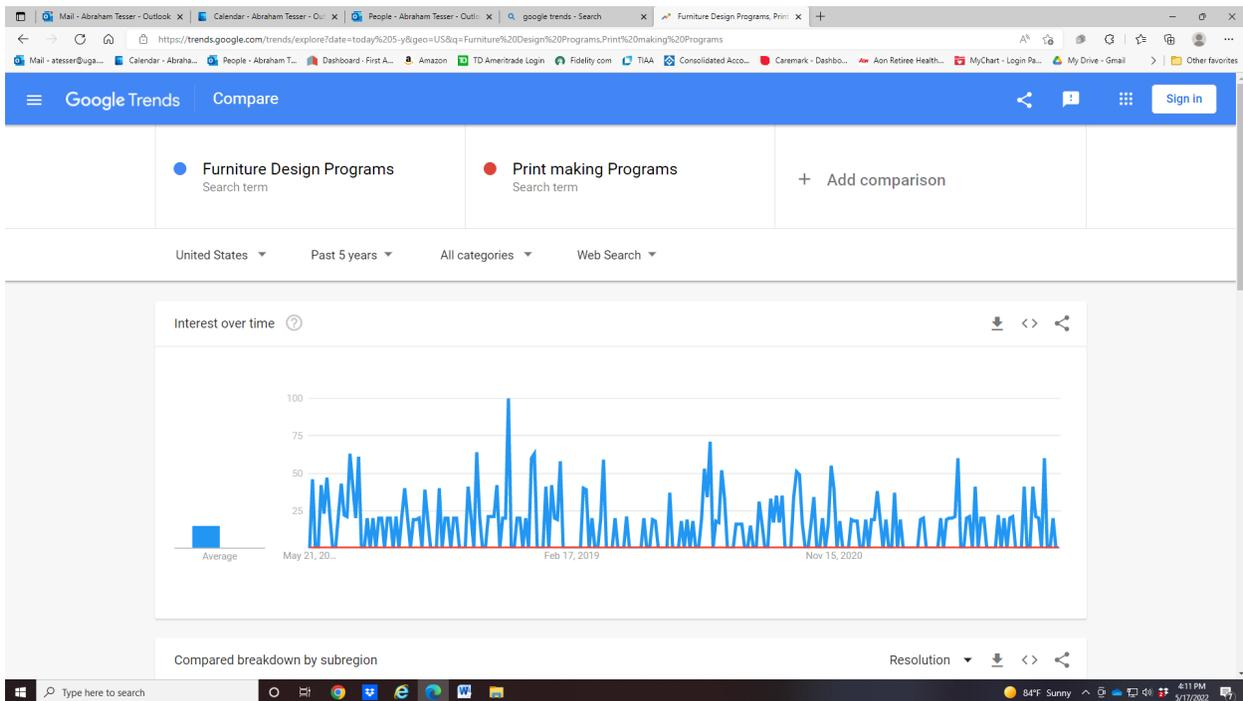 Mail - Abraham Tesser - Outlook
Calendar - Abraham Tesser - Ou
People - Abraham Tesser - Outlo
google trends - Search
Furniture Design Programs, Print
https://trends.google.com/trends/explore?date=today%205-y&geo=US&q=Furniture%20Design%20Programs,Print%20making%20Programs
Mail - atesser@uga....
Calendar - Abraha...
People - Abraham T...
Dashboard - First A...
Amazon
TD Ameritrade Login
Fidelity com
TIAA
Consolidated Acco...
Caremark - Dashbo...
Aon Retiree Health...
MyChart - Login Pa...
My Drive - Gmail
Other favorites
Google Trends
Compare
Sign in
Furniture Design Programs
Search term
Print making Programs
Search term
+ Add comparison
United States
Past 5 years
All categories
Web Search
Interest over time
100
75
50
25
Average
May 21, 20...
Feb 17, 2019
Nov 15, 2020
Compared breakdown by subregion
Resolution
Type here to search
84°F Sunny
4:11 PM
5/17/2022